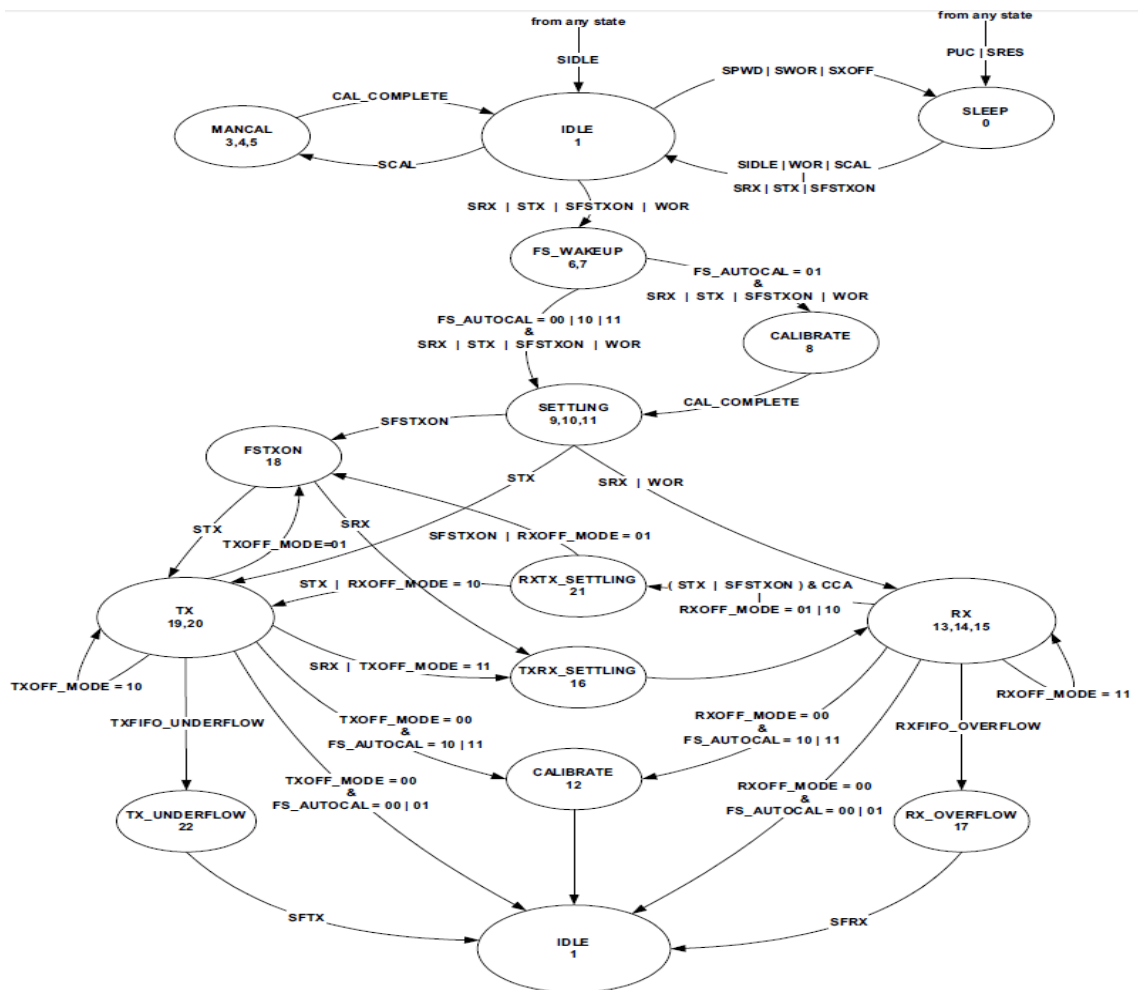 from any state
from any state
SIDLE
PUC | SRES
SPWD | SWOR | SXOFF
CAL_COMPLETE
MANCAL
3,4,5
IDLE
1
SLEEP
0
SCAL
SIDLE | WOR | SCAL
|
SRX | STX | SFSTXON
SRX | STX | SFSTXON | WOR
FS_WAKEUP
6,7
FS_AUTOCAL = 01
&
SRX | STX | SFSTXON | WOR
FS_AUTOCAL = 00 | 10 | 11
&
SRX | STX | SFSTXON | WOR
CALIBRATE
8
CAL_COMPLETE
SETTLING
9,10,11
SFSTXON
FSTXON
18
STX
SRX | WOR
STX
SRX
TXOFF_MODE=01
SFSTXON | RXOFF_MODE = 01
STX | RXOFF_MODE = 10
RXTX_SETTLING
21
( STX | SFSTXON ) & CCA
|
RXOFF_MODE = 01 | 10
TX
19,20
RX
13,14,15
SRX | TXOFF_MODE = 11
TXRX_SETTLING
16
TXOFF_MODE = 10
RXOFF_MODE = 11
TXFIFO_UNDERFLOW
TXOFF_MODE = 00
&
FS_AUTOCAL = 10 | 11
RXOFF_MODE = 00
&
FS_AUTOCAL = 10 | 11
RXFIFO_OVERFLOW
CALIBRATE
12
TXOFF_MODE = 00
&
FS_AUTOCAL = 00 | 01
RXOFF_MODE = 00
&
FS_AUTOCAL = 00 | 01
TX_UNDERFLOW
22
RX_OVERFLOW
17
SFTX
SFRX
IDLE
1